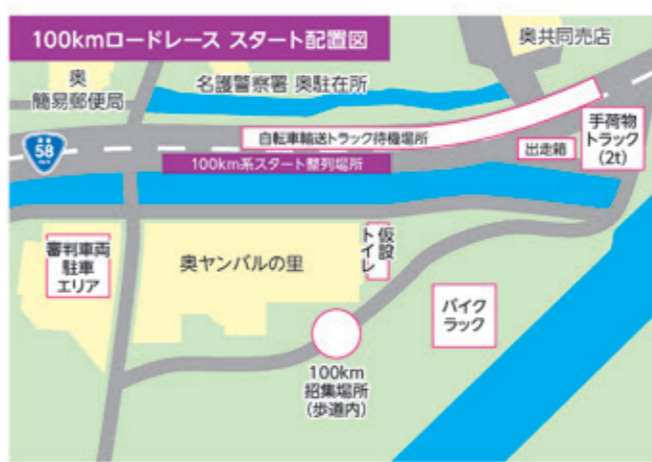 100kmロードレース スタート配置図
奥共同売店
奥
簡易郵便局
名護警察署 奥駐在所
自転車輸送トラック待機場所
58
100km系スタート整列場所
出走箱
手荷物
トラック
(2t)
審判車両
駐車
エリア
奥ヤンバルの里
仮設
トイレ
バイク
ラック
100km
招集場所
(歩道内)